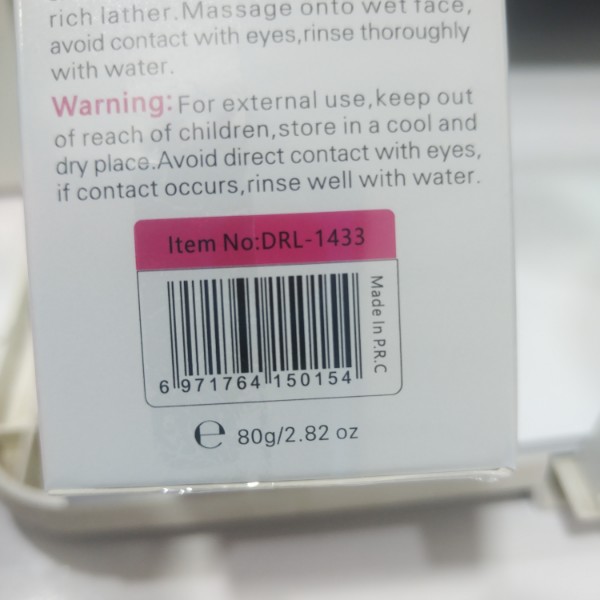 rich lather.Massage onto wet face,
avoid contact with eyes,rinse thoroughly
with water.
Warning:For external use,keep out
of reach of children,store in a cool and
dry place.Avoid direct contact with eyes,
if contact occurs,rinse well with water.
Item No:DRL-1433
Made In P.R.C
6 971764 150154
℮ 80g/2.82 oz